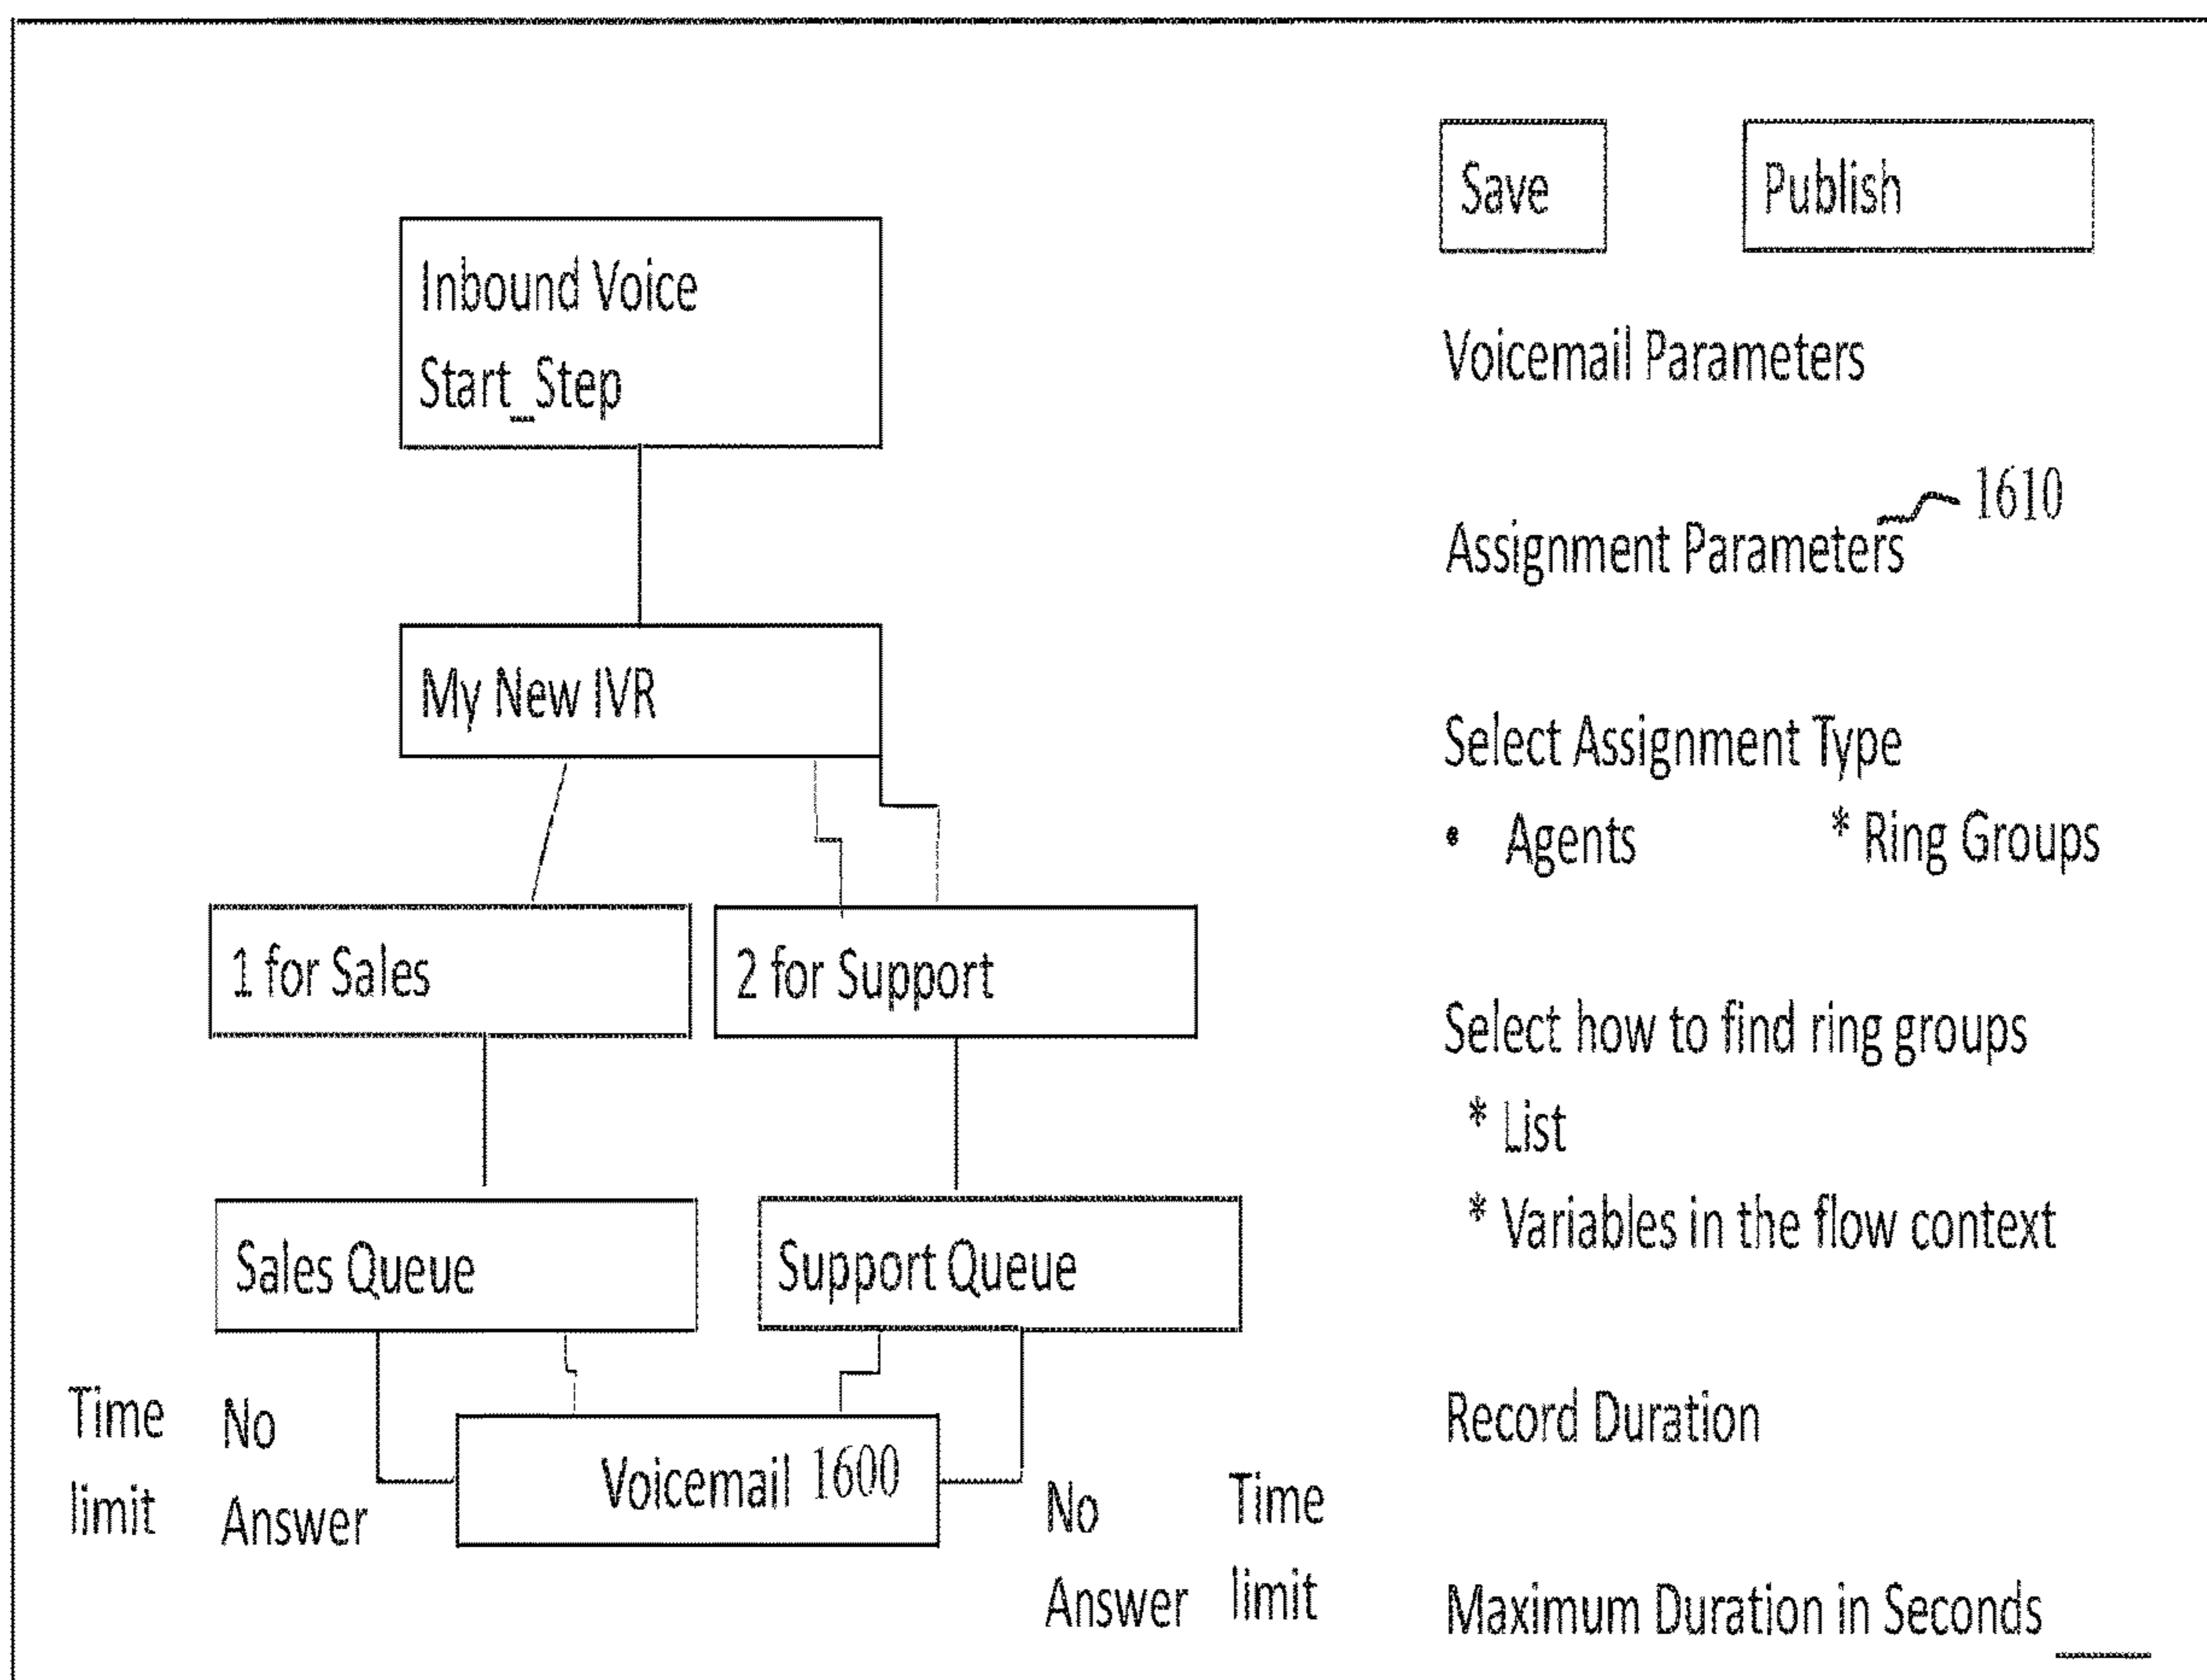 Save
Publish
Inbound Voice
Start_Step
Voicemail Parameters
1610
Assignment Parameters
My New IVR
Select Assignment Type
• Agents
* Ring Groups
1 for Sales
2 for Support
Select how to find ring groups
* List
* Variables in the flow context
Sales Queue
Support Queue
Time
limit
No
Answer
Voicemail 1600
No
Answer
Time
limit
Record Duration
Maximum Duration in Seconds ____